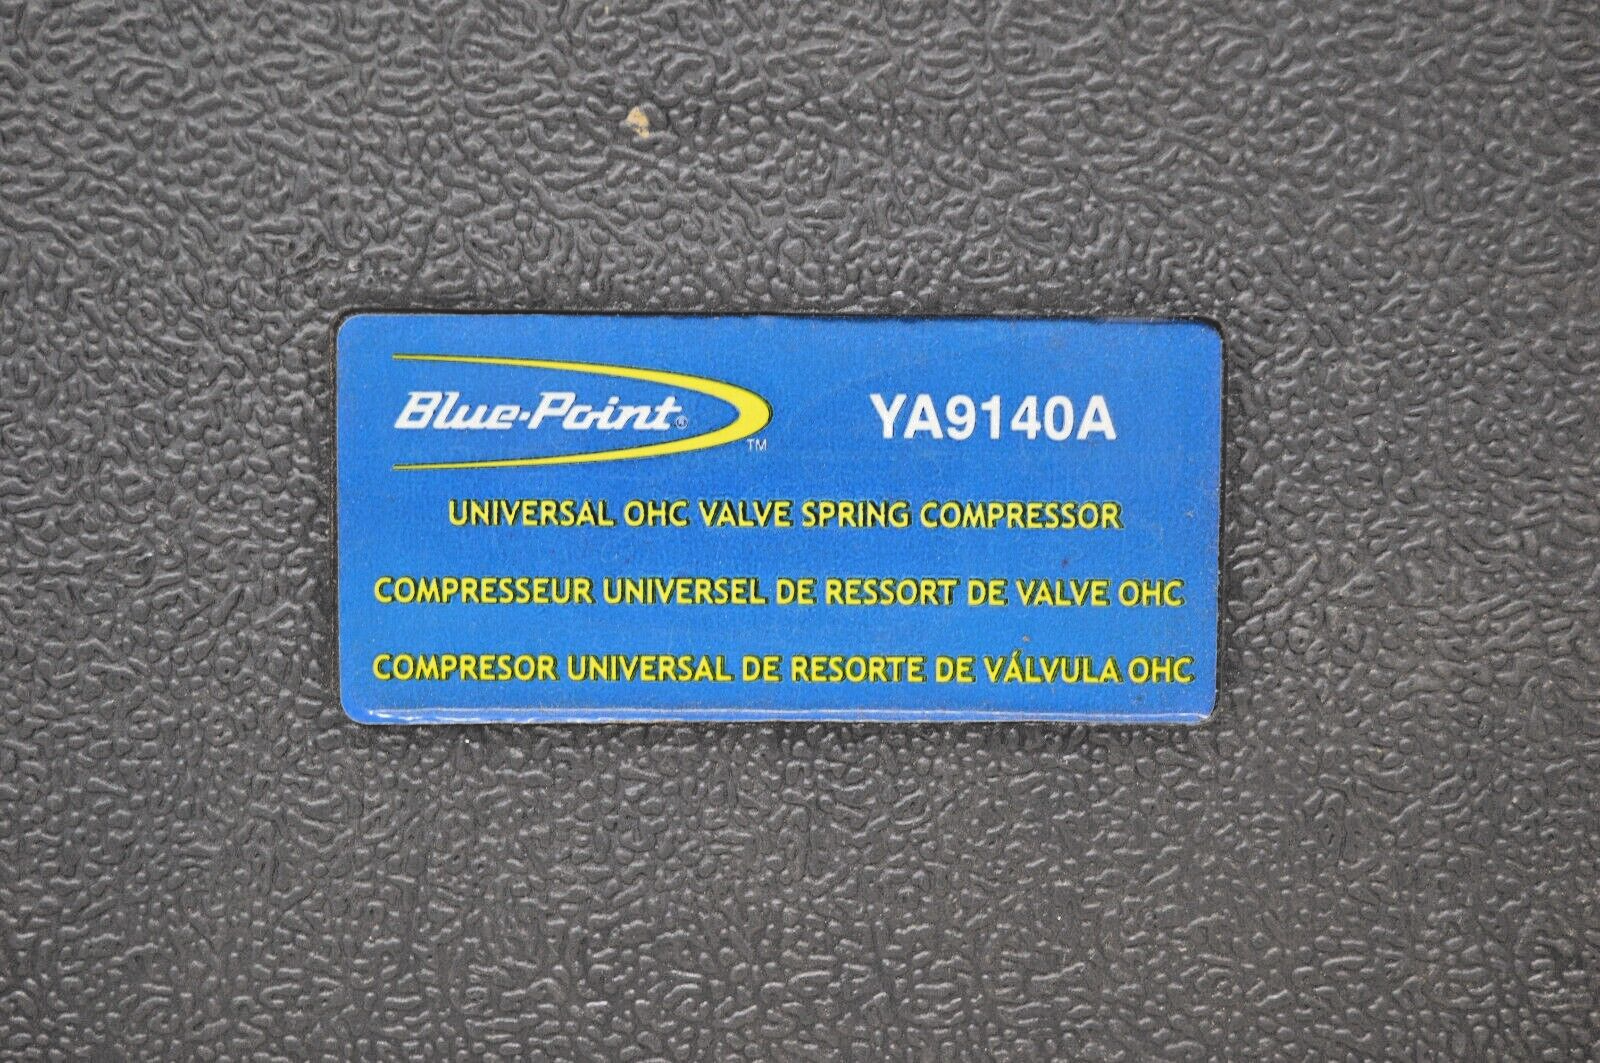 Blue-Point® ™ YA9140A
UNIVERSAL OHC VALVE SPRING COMPRESSOR
COMPRESSEUR UNIVERSEL DE RESSORT DE VALVE OHC
COMPRESOR UNIVERSAL DE RESORTE DE VÁLVULA OHC